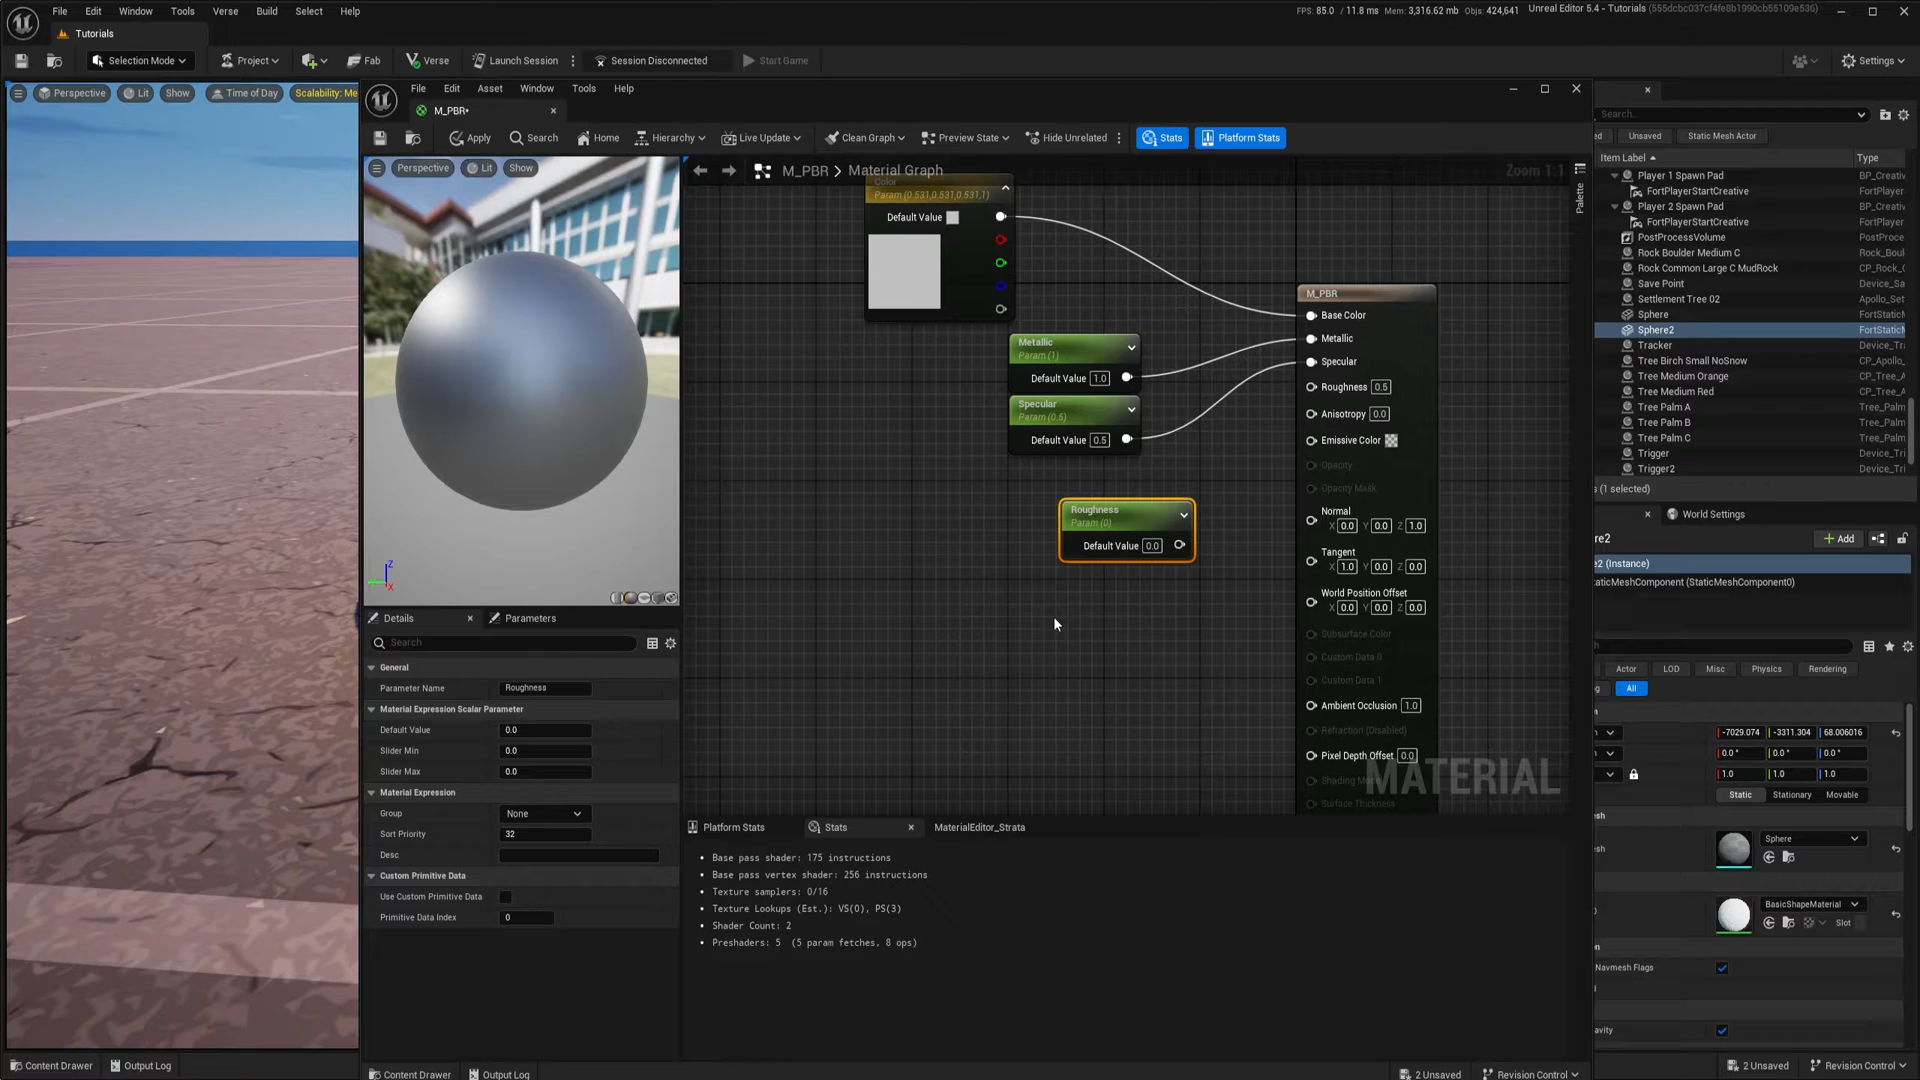 File Edit Window Tools Verse Build Select Help
FPS: 85.0 / 11.8 ms Mem: 3,316.62 mb Objs: 424,641 Unreal Editor 5.4 - Tutorials (555dcbc037cf4fe8b1990cb55109e536)
Tutorials
Selection Mode Project Fab Verse Launch Session Session Disconnected Start Game Settings
Perspective Lit Show Time of Day Scalability: Me
File Edit Asset Window Tools Help
M_PBR•
Apply Search Home Hierarchy Live Update Clean Graph Preview State Hide Unrelated Stats Platform Stats
Perspective Lit Show
M_PBR > Material Graph Zoom 1:1
Palette
Color
Param (0.531,0.531,0.531,1)
Default Value
Metallic
Param (1)
Default Value 1.0
Specular
Param (0.5)
Default Value 0.5
Roughness
Param (0)
Default Value 0.0
M_PBR
Base Color
Metallic
Specular
Roughness 0.5
Anisotropy 0.0
Emissive Color
Opacity
Opacity Mask
Normal
X 0.0 Y 0.0 Z 1.0
Tangent
X 1.0 Y 0.0 Z 0.0
World Position Offset
X 0.0 Y 0.0 Z 0.0
Subsurface Color
Custom Data 0
Custom Data 1
Ambient Occlusion 1.0
Refraction (Disabled)
Pixel Depth Offset 0.0
Shading Mo
Surface Thickness
MATERIAL
Z
X
Details Parameters
Search
General
Parameter Name Roughness
Material Expression Scalar Parameter
Default Value 0.0
Slider Min 0.0
Slider Max 0.0
Material Expression
Group None
Sort Priority 32
Desc
Custom Primitive Data
Use Custom Primitive Data
Primitive Data Index 0
Platform Stats Stats MaterialEditor_Strata
• Base pass shader: 175 instructions
• Base pass vertex shader: 256 instructions
• Texture samplers: 0/16
• Texture Lookups (Est.): VS(0), PS(3)
• Shader Count: 2
• Preshaders: 5 (5 param fetches, 8 ops)
Content Drawer Output Log 2 Unsaved Revision Control
Search...
ed Unsaved Static Mesh Actor
Item Label Type
Player 1 Spawn Pad BP_Creativ
FortPlayerStartCreative FortPlayer
Player 2 Spawn Pad BP_Creativ
FortPlayerStartCreative FortPlayer
PostProcessVolume PostProce
Rock Boulder Medium C Rock_Boul
Rock Common Large C MudRock CP_Rock_C
Save Point Device_Sa
Settlement Tree 02 Apollo_Set
Sphere FortStaticM
Sphere2 FortStaticM
Tracker Device_Tra
Tree Birch Small NoSnow CP_Apollo_
Tree Medium Orange CP_Tree_A
Tree Medium Red CP_Tree_A
Tree Palm A Tree_Palm
Tree Palm B Tree_Palm
Tree Palm C Tree_Palm
Trigger Device_Tri
Trigger2 Device_Tri
s (1 selected)
World Settings
re2 Add
e2 (Instance)
taticMeshComponent (StaticMeshComponent0)
Actor LOD Misc Physics Rendering
All
-7029.074 -3311.304 68.006016
0.0 ° 0.0 ° 0.0 °
1.0 1.0 1.0
Static Stationary Movable
Sphere
BasicShapeMaterial
Slot
Navmesh Flags
avity
Content Drawer Output Log 2 Unsaved Revision Control